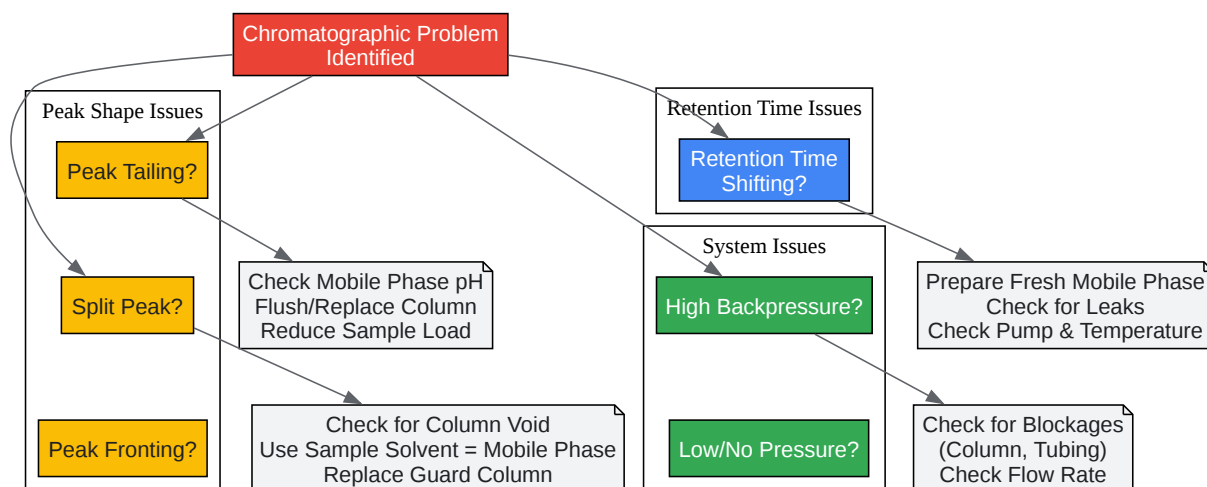 Chromatographic Problem
Identified
Peak Shape Issues
Retention Time Issues
Peak Tailing?
Retention Time
Shifting?
System Issues
Check Mobile Phase pH
Flush/Replace Column
Reduce Sample Load
Split Peak?
High Backpressure?
Prepare Fresh Mobile Phase
Check for Leaks
Check Pump & Temperature
Peak Fronting?
Check for Column Void
Use Sample Solvent = Mobile Phase
Replace Guard Column
Low/No Pressure?
Check for Blockages
(Column, Tubing)
Check Flow Rate